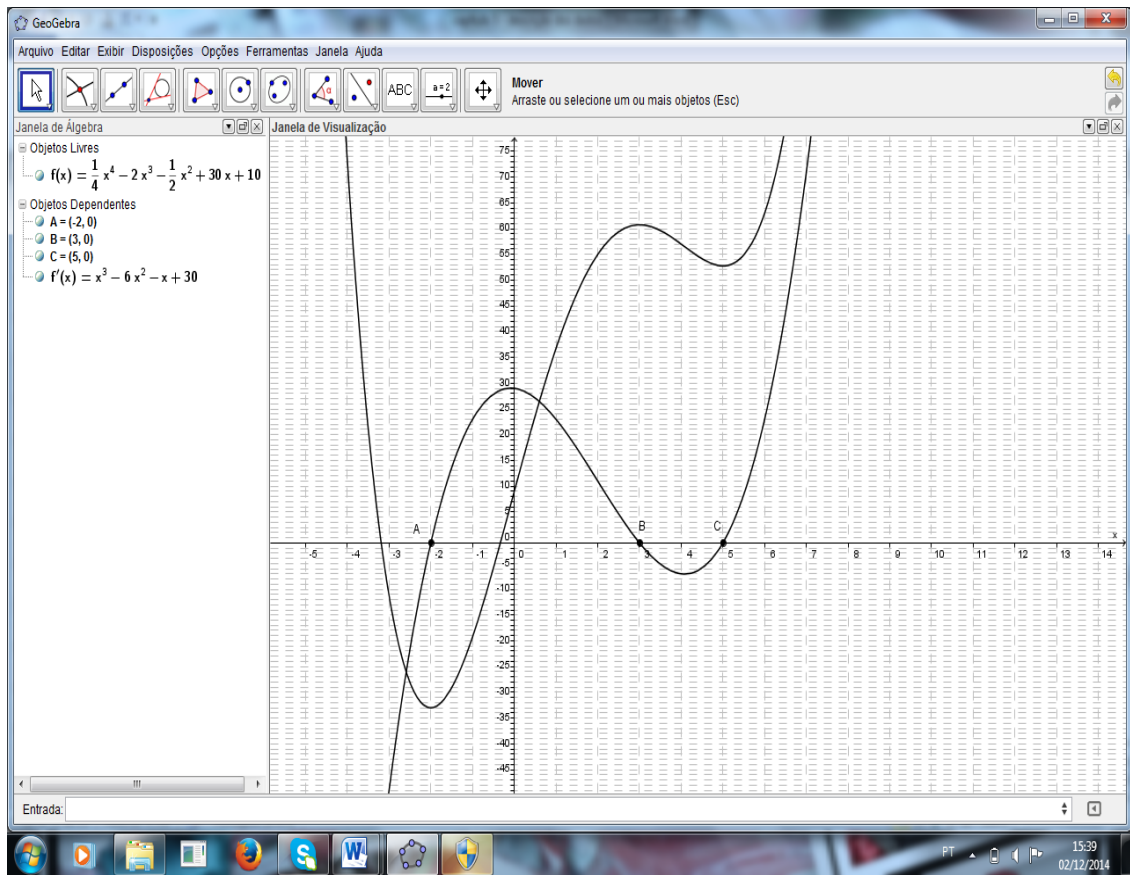 GeoGebra
Arquivo Editar Exibir Disposições Opções Ferramentas Janela Ajuda
ABC
a=2
Mover
Arraste ou selecione um ou mais objetos (Esc)
Janela de Álgebra
Objetos Livres
f(x) = 1/4 x⁴ − 2 x³ − 1/2 x² + 30 x + 10
Objetos Dependentes
A = (-2, 0)
B = (3, 0)
C = (5, 0)
f'(x) = x³ − 6 x² − x + 30
Janela de Visualização
75
70
65
60
55
50
45
40
35
30
25
20
15
10
5
0
-5
-10
-15
-20
-25
-30
-35
-40
-45
-5 -4 -3 -2 -1 0 1 2 3 4 5 6 7 8 9 10 11 12 13 14
x
A
B
C
Entrada:
PT
15:39
02/12/2014